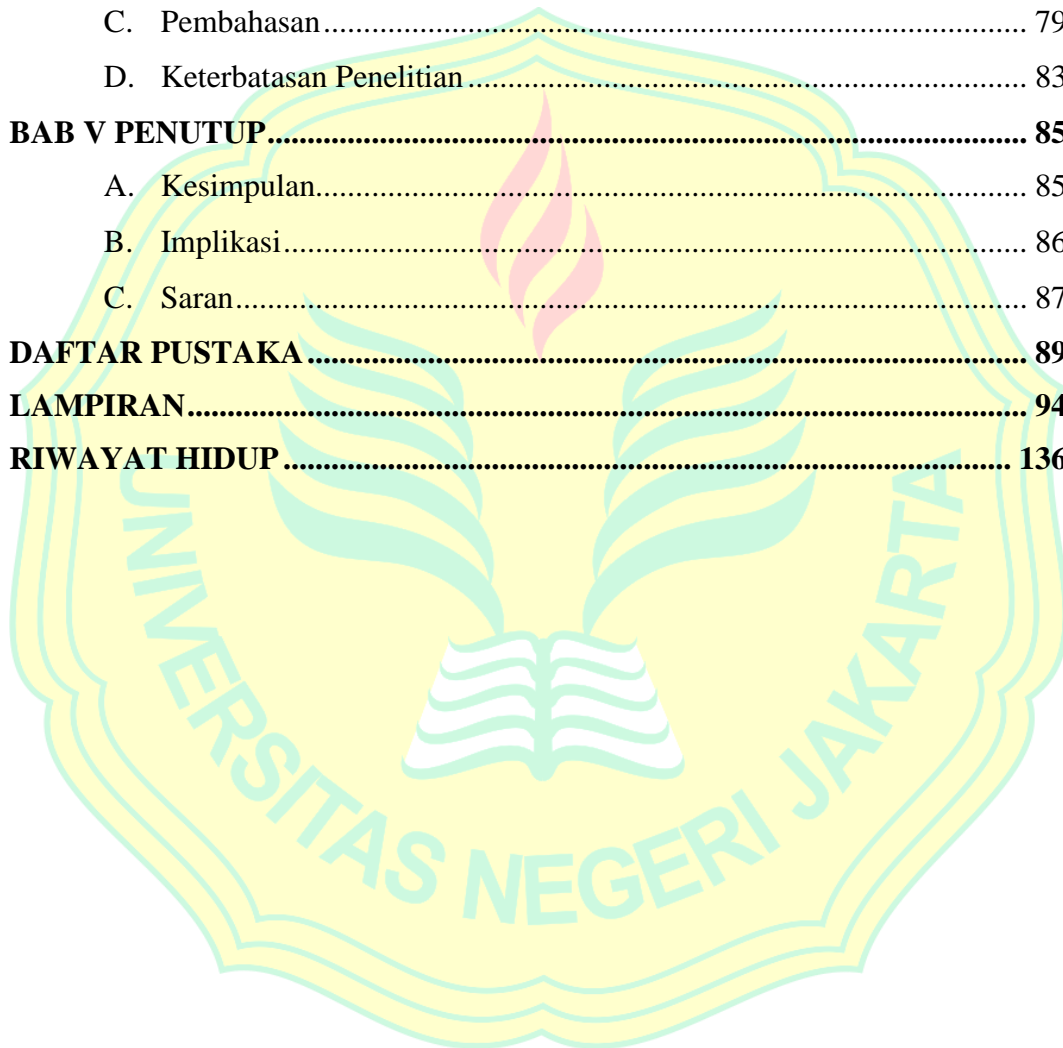 C. Pembahasan........................................................................................ 79
D. Keterbatasan Penelitian...................................................................... 83
BAB V PENUTUP.................................................................................................. 85
A. Kesimpulan......................................................................................... 85
B. Implikasi............................................................................................. 86
C. Saran................................................................................................... 87
DAFTAR PUSTAKA............................................................................................. 89
LAMPIRAN............................................................................................................ 94
RIWAYAT HIDUP.............................................................................................. 136
UNIVERSITAS NEGERI JAKARTA